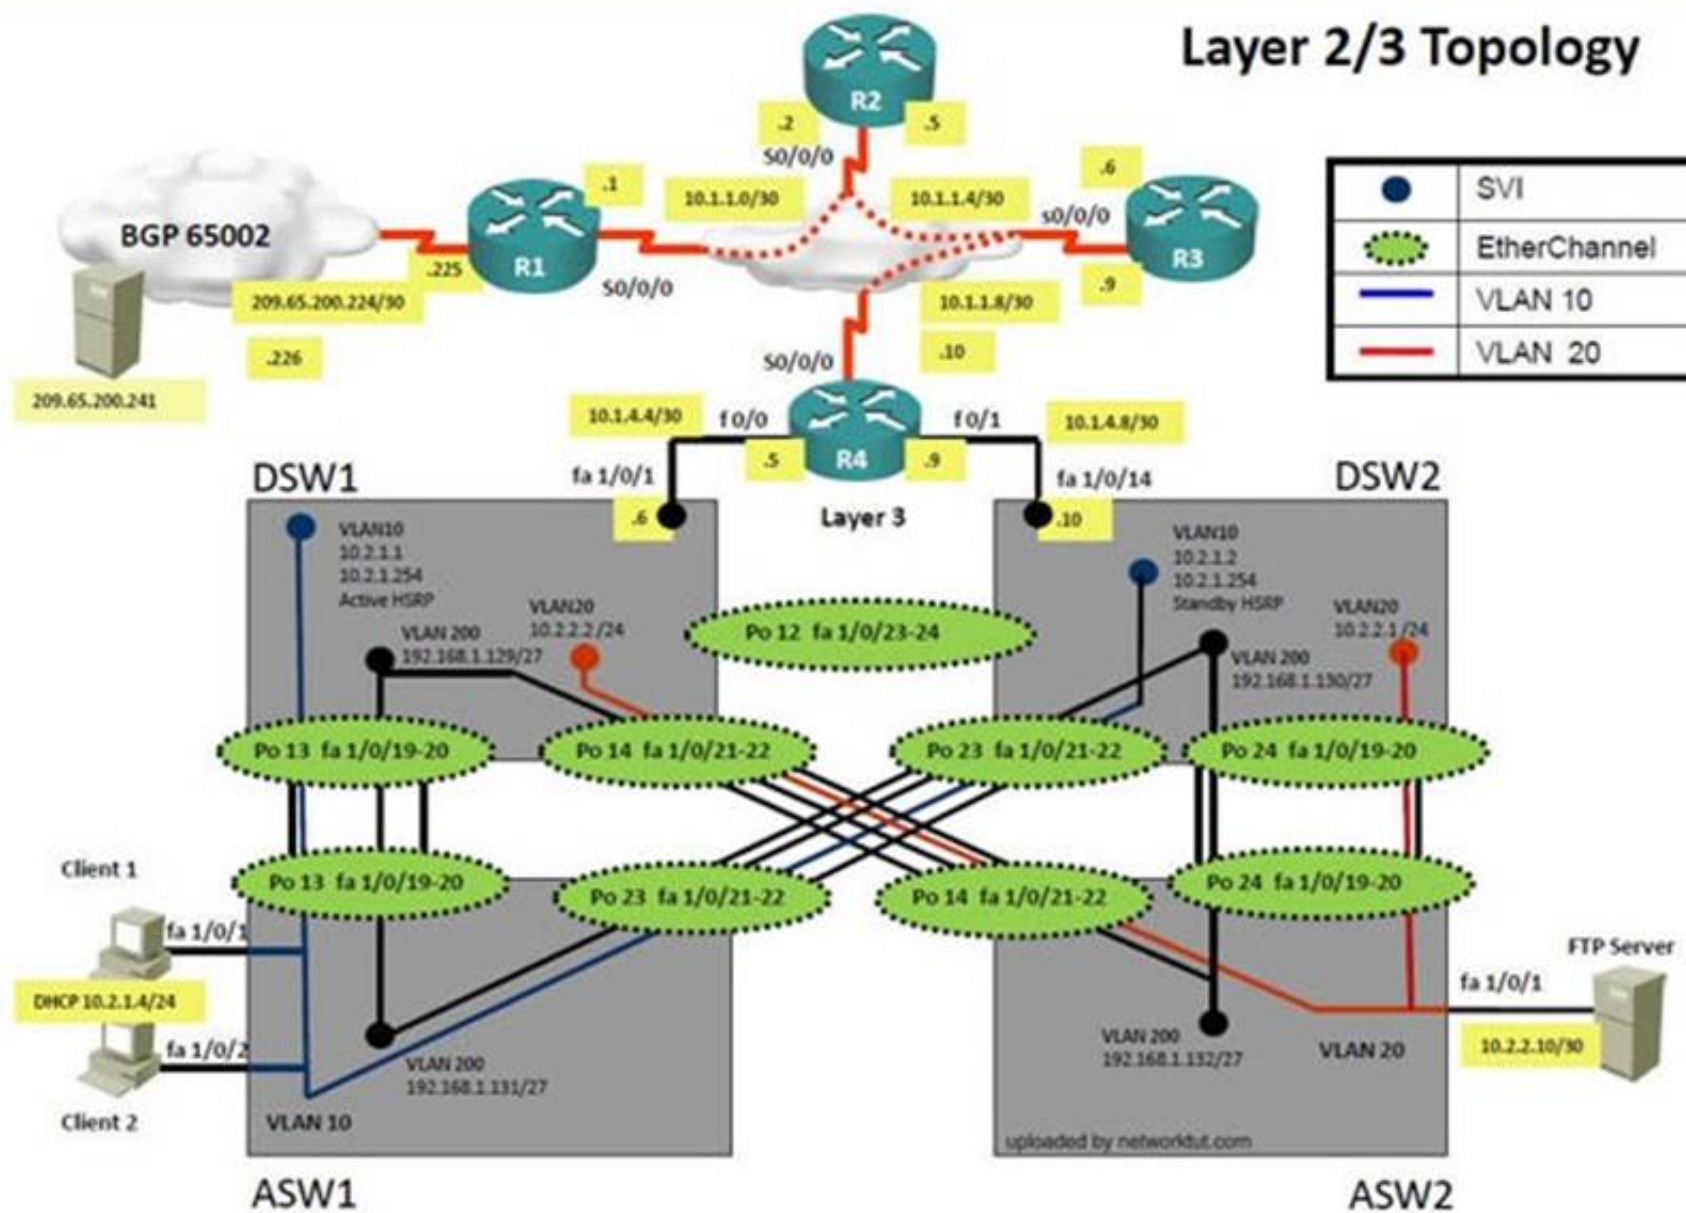 Layer 2/3 Topology
R2
.2
.5
S0/0/0
.1
10.1.1.0/30
10.1.1.4/30
.6
s0/0/0
BGP 65002
R1
R3
.225
S0/0/0
.9
209.65.200.224/30
10.1.1.8/30
.226
.10
S0/0/0
209.65.200.241
SVI
EtherChannel
VLAN 10
VLAN 20
10.1.4.4/30
f 0/0
f 0/1
10.1.4.8/30
.5
R4
.9
DSW1
fa 1/0/1
fa 1/0/14
DSW2
.6
Layer 3
.10
VLAN10
10.2.1.1
10.2.1.254
Active HSRP
VLAN20
10.2.2.2 /24
VLAN 200
192.168.1.129/27
Po 12 fa 1/0/23-24
VLAN10
10.2.1.2
10.2.1.254
Standby HSRP
VLAN20
10.2.2.1 /24
VLAN 200
192.168.1.130/27
Po 13 fa 1/0/19-20
Po 14 fa 1/0/21-22
Po 23 fa 1/0/21-22
Po 24 fa 1/0/19-20
Po 13 fa 1/0/19-20
Po 23 fa 1/0/21-22
Po 14 fa 1/0/21-22
Po 24 fa 1/0/19-20
Client 1
fa 1/0/1
DHCP 10.2.1.4/24
fa 1/0/2
Client 2
VLAN 200
192.168.1.131/27
VLAN 10
VLAN 200
192.168.1.132/27
VLAN 20
FTP Server
fa 1/0/1
10.2.2.10/30
uploaded by networktut.com
ASW1
ASW2